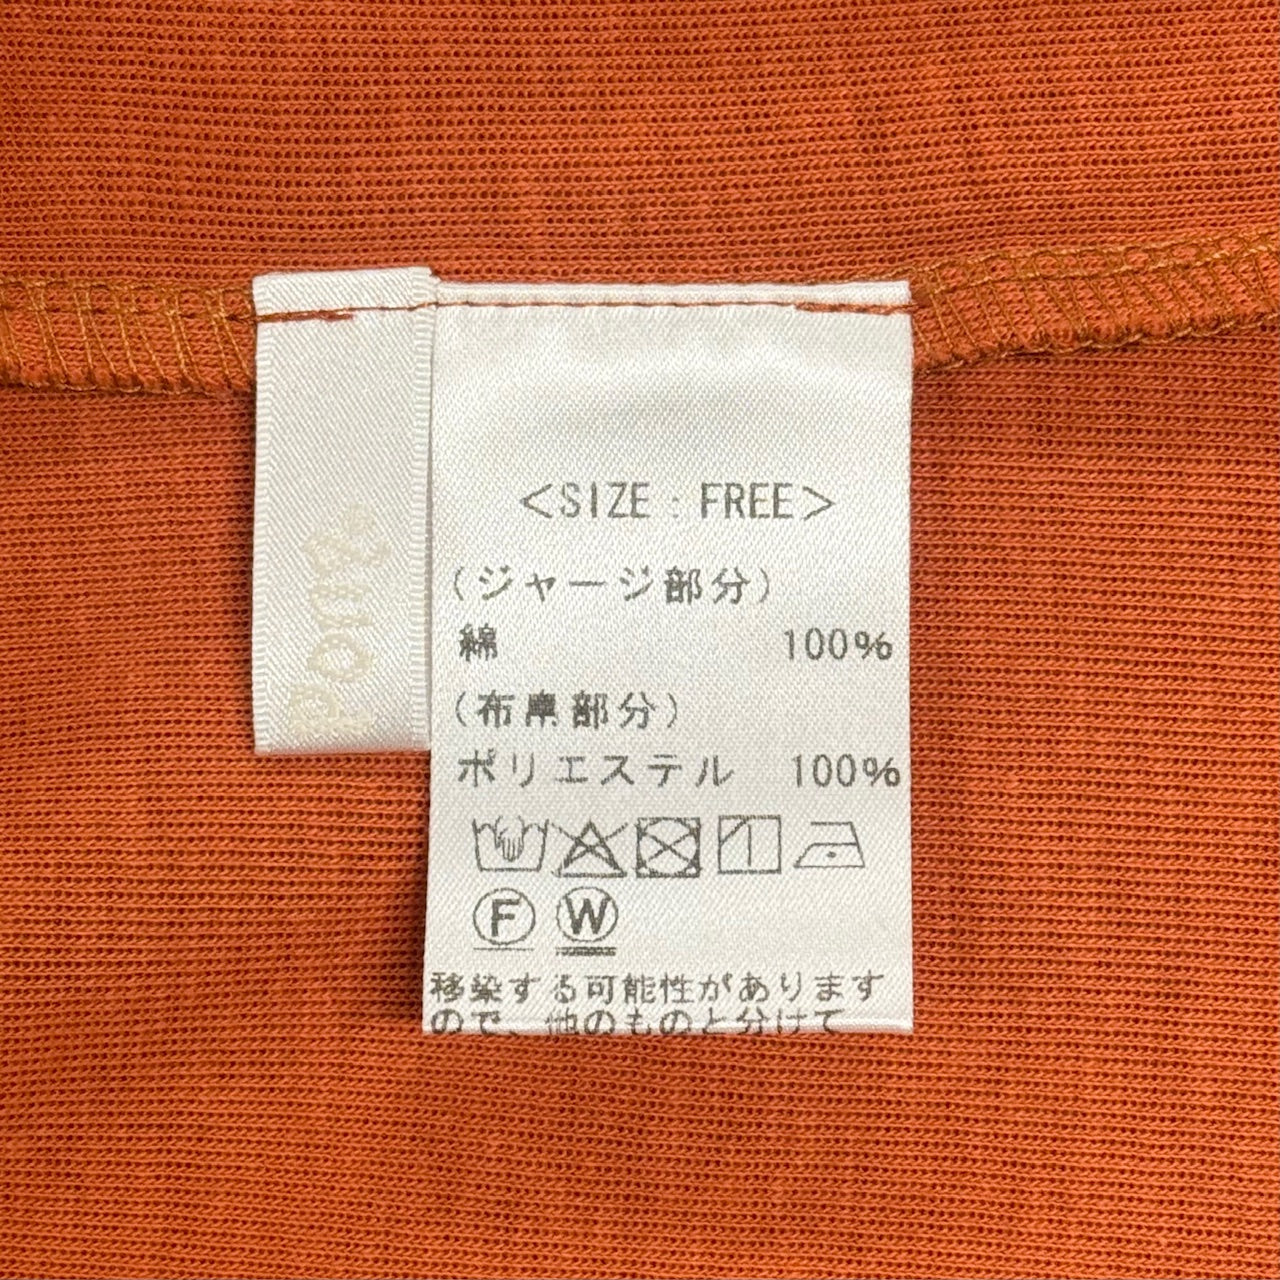 <SIZE:FREE>
(ジャージ部分)
綿 100%
(布帛部分)
ポリエステル 100%
F W
移染する可能性があります
ので、他のものと分けて